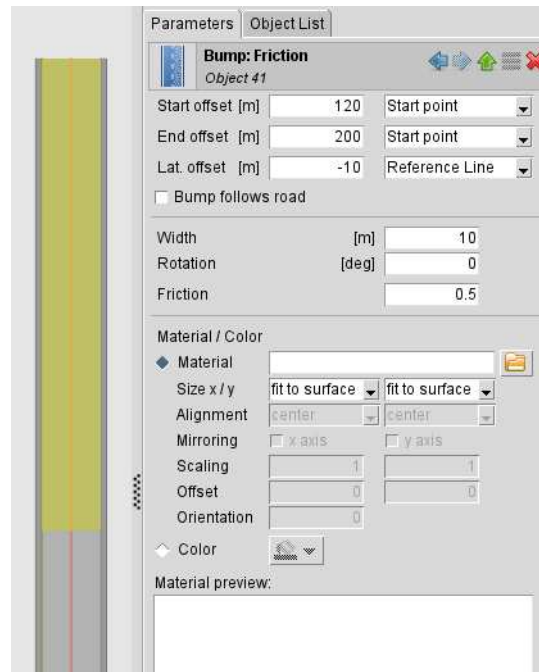 Parameters Object List
Bump: Friction
Object 41
Start offset [m] 120 Start point
End offset [m] 200 Start point
Lat. offset [m] -10 Reference Line
Bump follows road
Width [m] 10
Rotation [deg] 0
Friction 0.5
Material / Color
Material
Size x / y fit to surface fit to surface
Alignment center center
Mirroring x axis y axis
Scaling 1 1
Offset 0 0
Orientation 0
Color
Material preview: